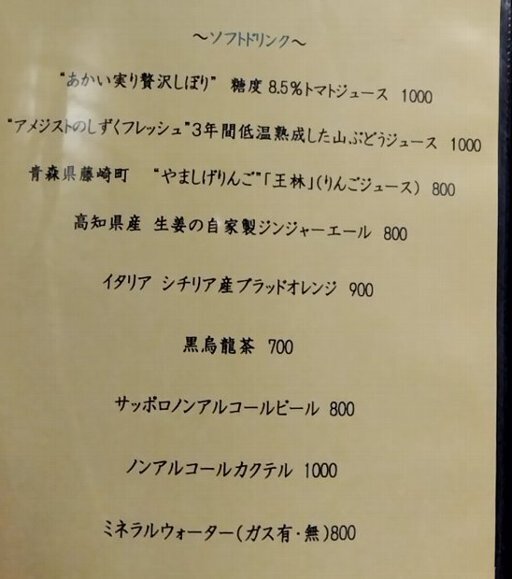 ～ソフトドリンク～
“あかい実り贅沢しぼり” 糖度8.5%トマトジュース 1000
“アメジストのしずくフレッシュ”3年間低温熟成した山ぶどうジュース 1000
青森県藤崎町 “やましげりんご”「王林」(りんごジュース) 800
高知県産 生姜の自家製ジンジャーエール 800
イタリア シチリア産ブラッドオレンジ 900
黒烏龍茶 700
サッポロノンアルコールビール 800
ノンアルコールカクテル 1000
ミネラルウォーター(ガス有・無)800